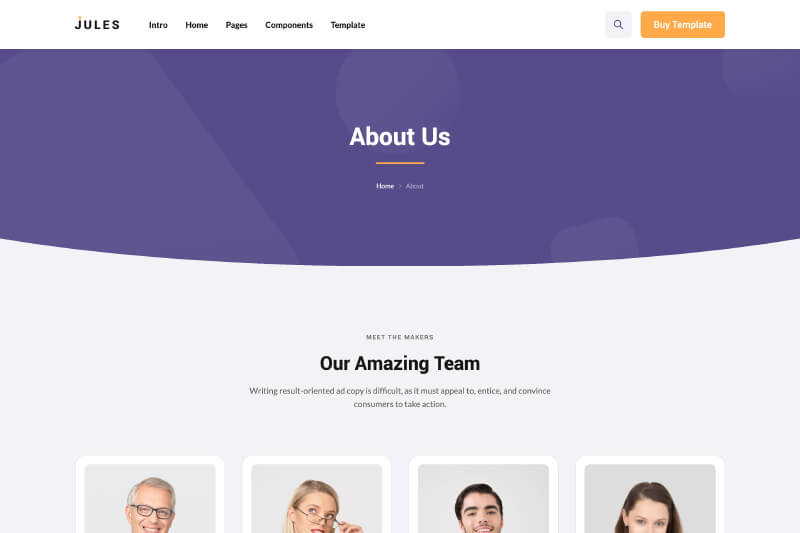 JULES
Intro Home Pages Components Template
Buy Template
About Us
Home > About
MEET THE MAKERS
Our Amazing Team
Writing result-oriented ad copy is difficult, as it must appeal to, entice, and convince
consumers to take action.